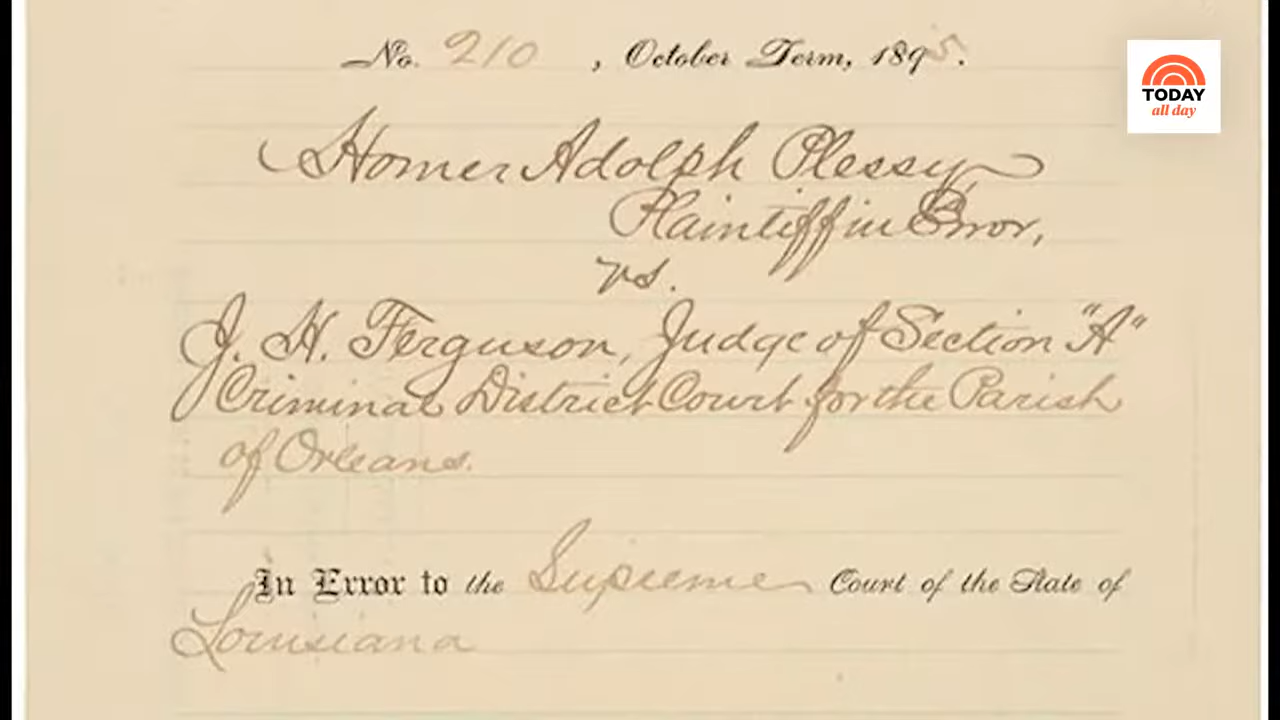 No. 210, October Term, 1895.
TODAY
all day
Homer Adolph Plessy,
Plaintiff in Error,
vs.
J. H. Ferguson, Judge of Section "A"
Criminal District Court for the Parish
of Orleans.
In Error to the Supreme Court of the State of
Louisiana